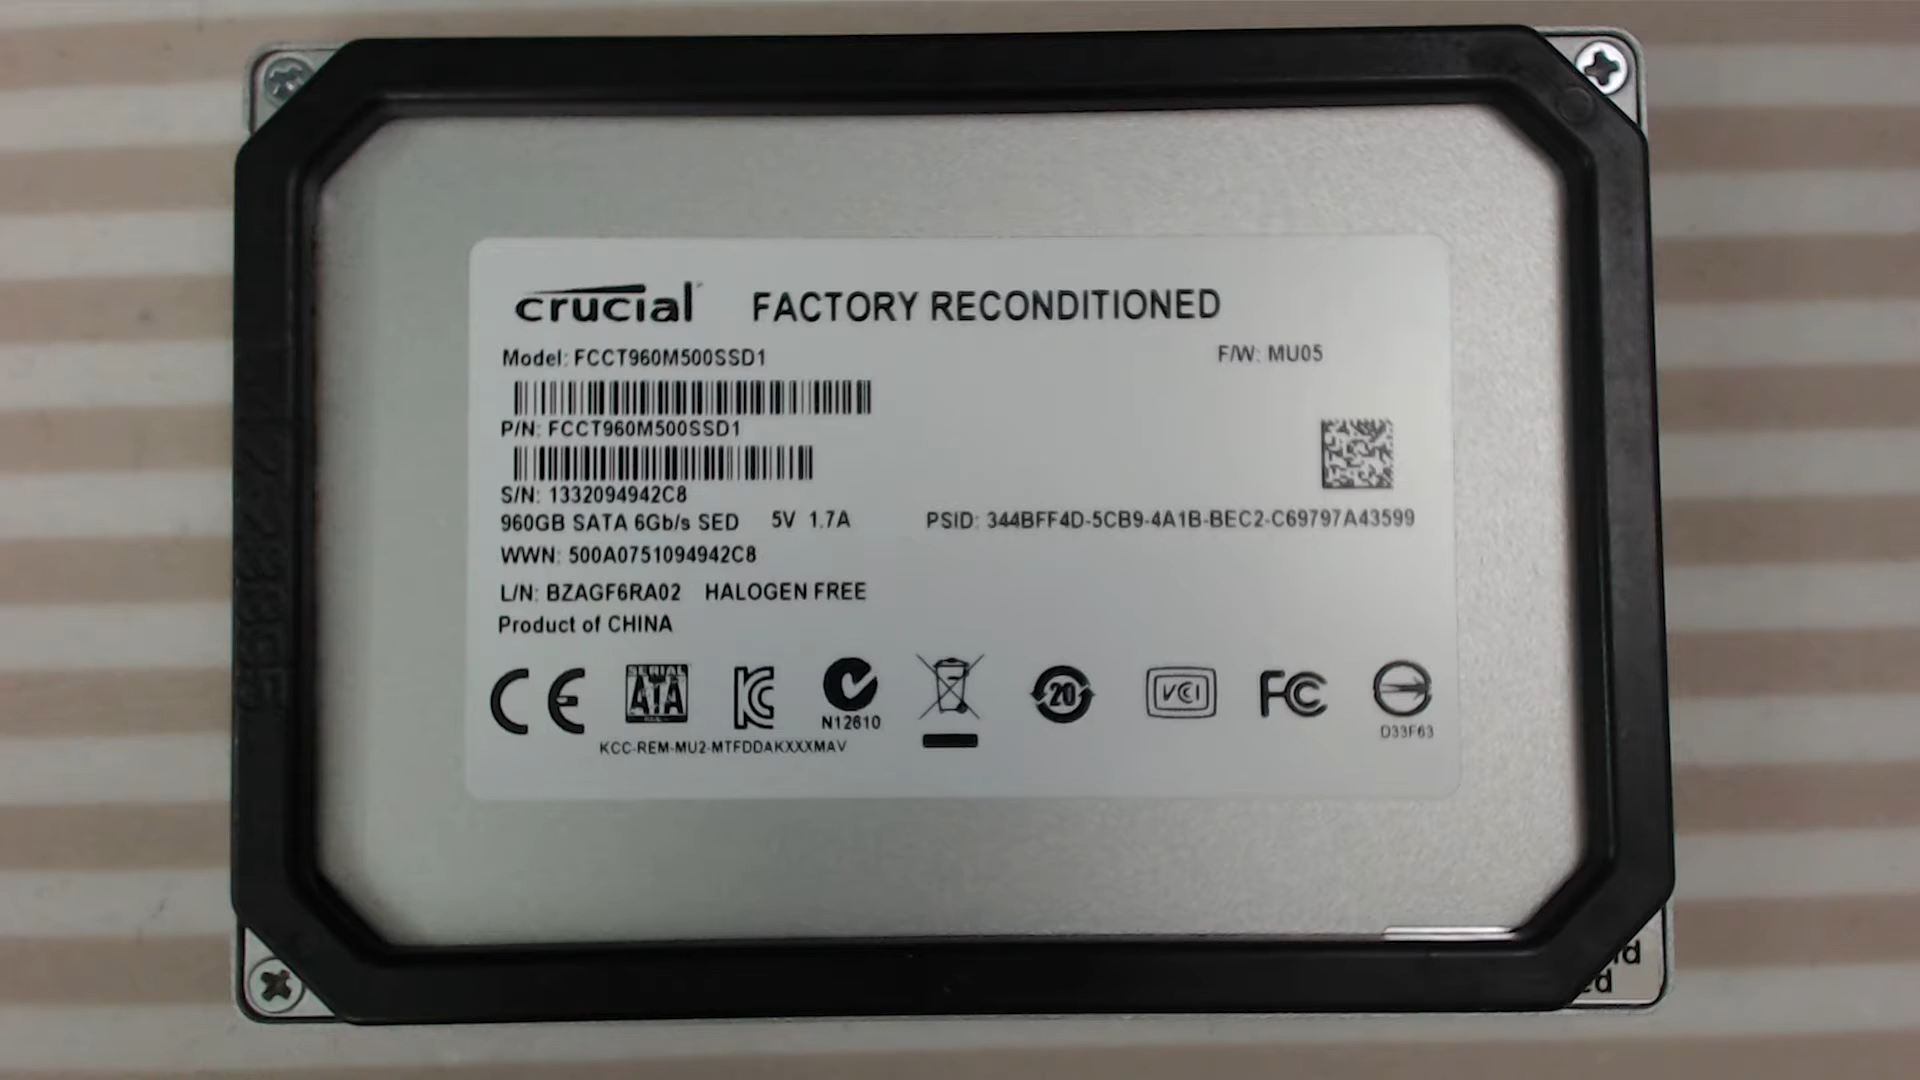 crucial FACTORY RECONDITIONED
Model: FCCT960M500SSD1 F/W: MU05
P/N: FCCT960M500SSD1
S/N: 1332094942C8
960GB SATA 6Gb/s SED 5V 1.7A PSID: 344BFF4D-5CB9-4A1B-BEC2-C69797A43599
WWN: 500A0751094942C8
L/N: BZAGF6RA02 HALOGEN FREE
Product of CHINA
CE SERIAL ATA KC N12610 20 VCI FC D33F63
KCC-REM-MU2-MTFDDAKXXXMAV